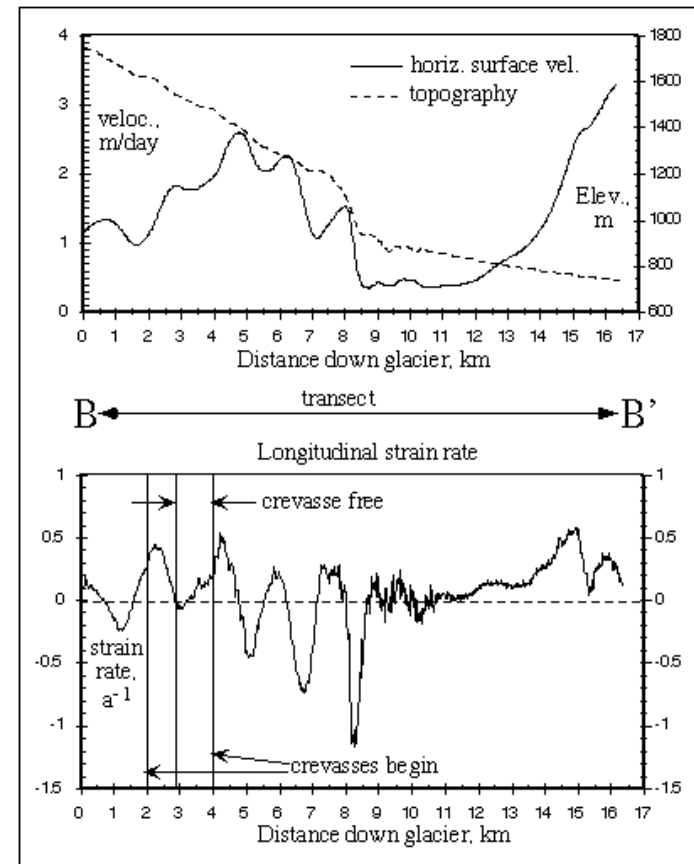 4
3
2
1
0
veloc.,
m/day
horiz. surface vel.
topography
Elev.,
m
1800
1600
1400
1200
1000
800
600
0 1 2 3 4 5 6 7 8 9 10 11 12 13 14 15 16 17
Distance down glacier, km
B transect B'
Longitudinal strain rate
1
0.5
0
-0.5
-1
-1.5
crevasse free
strain
rate,
a⁻¹
crevasses begin
1
0.5
0
-0.5
-1
-1.5
0 1 2 3 4 5 6 7 8 9 10 11 12 13 14 15 16 17
Distance down glacier, km